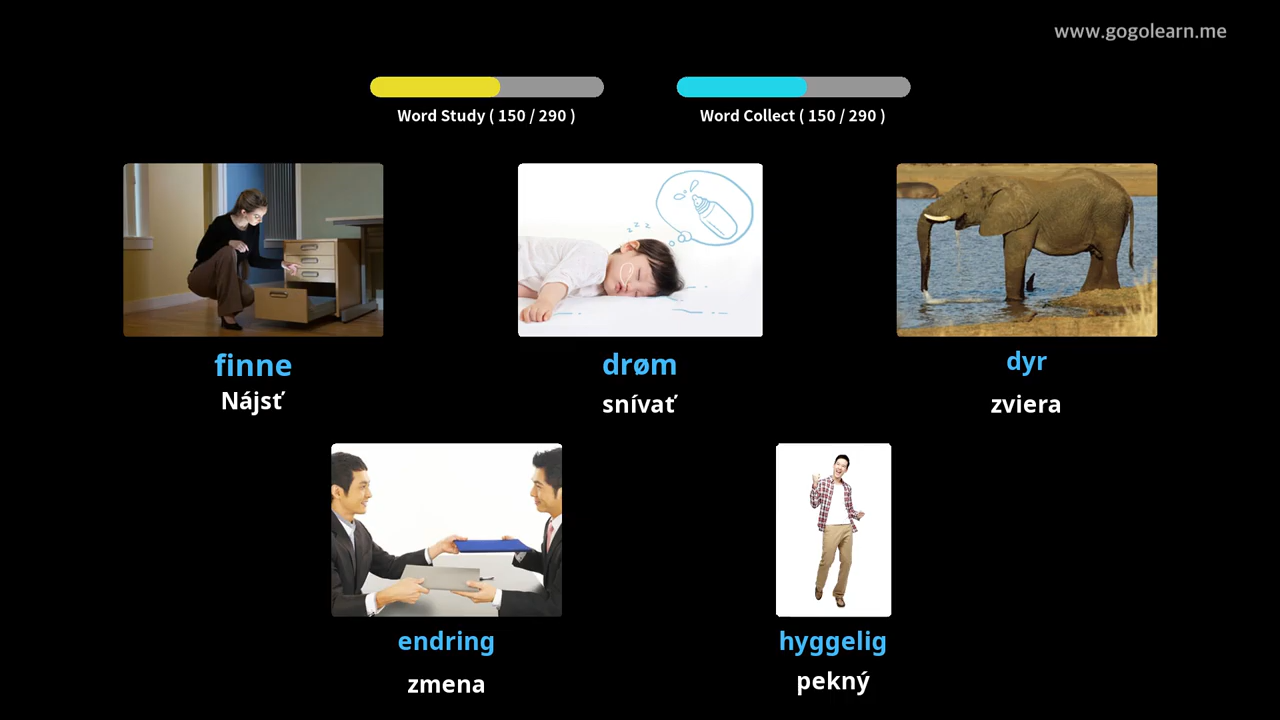 www.gogolearn.me
Word Study ( 150 / 290 )
Word Collect ( 150 / 290 )
finne
Nájsť
drøm
snívať
dyr
zviera
endring
zmena
hyggelig
pekný